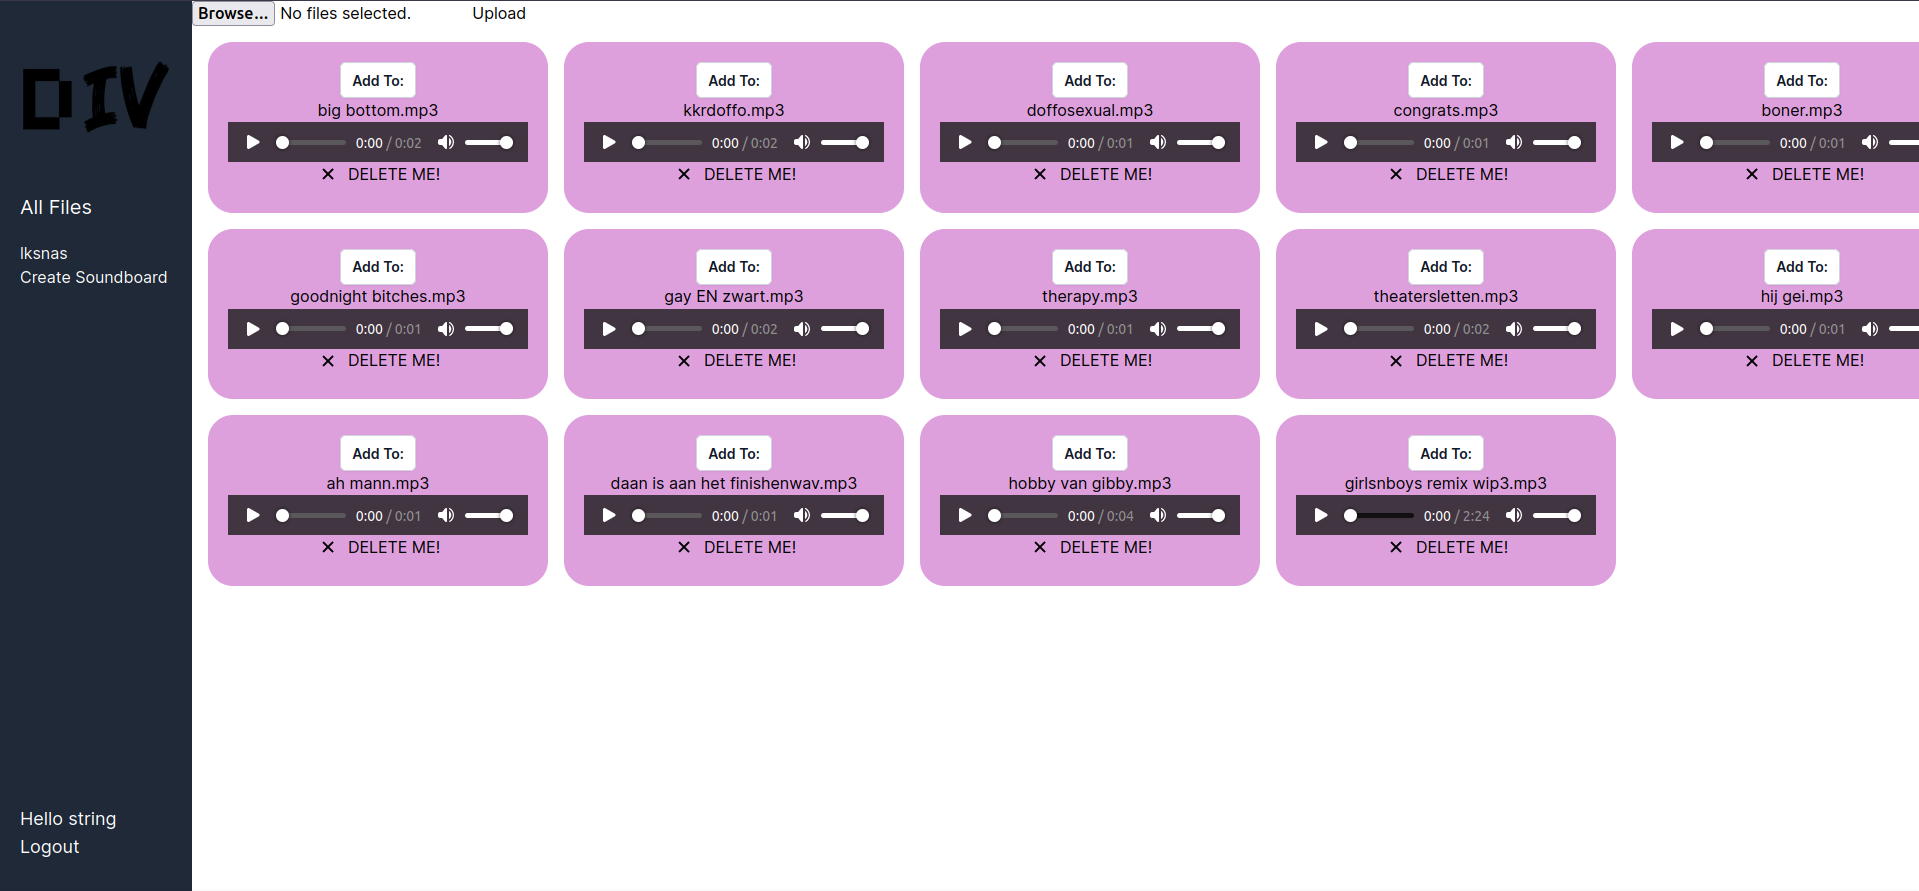 Browse... No files selected. Upload
DIV
All Files
lksnas
Create Soundboard
Hello string
Logout
Add To: Add To: Add To: Add To: Add To:
big bottom.mp3 kkrdoffo.mp3 doffosexual.mp3 congrats.mp3 boner.mp3
0:00 / 0:02 0:00 / 0:02 0:00 / 0:01 0:00 / 0:01 0:00 / 0:01
DELETE ME! DELETE ME! DELETE ME! DELETE ME! DELETE ME!
Add To: Add To: Add To: Add To: Add To:
goodnight bitches.mp3 gay EN zwart.mp3 therapy.mp3 theatersletten.mp3 hij gei.mp3
0:00 / 0:01 0:00 / 0:02 0:00 / 0:01 0:00 / 0:02 0:00 / 0:01
DELETE ME! DELETE ME! DELETE ME! DELETE ME! DELETE ME!
Add To: Add To: Add To: Add To:
ah mann.mp3 daan is aan het finishenwav.mp3 hobby van gibby.mp3 girlsnboys remix wip3.mp3
0:00 / 0:01 0:00 / 0:01 0:00 / 0:04 0:00 / 2:24
DELETE ME! DELETE ME! DELETE ME! DELETE ME!